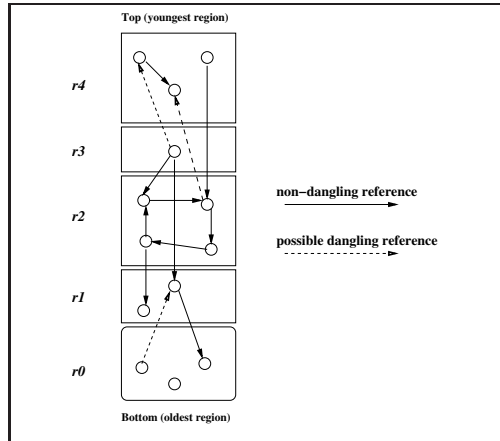 Top (youngest region)
r4
r3
r2
non-dangling reference
possible dangling reference
r1
r0
Bottom (oldest region)